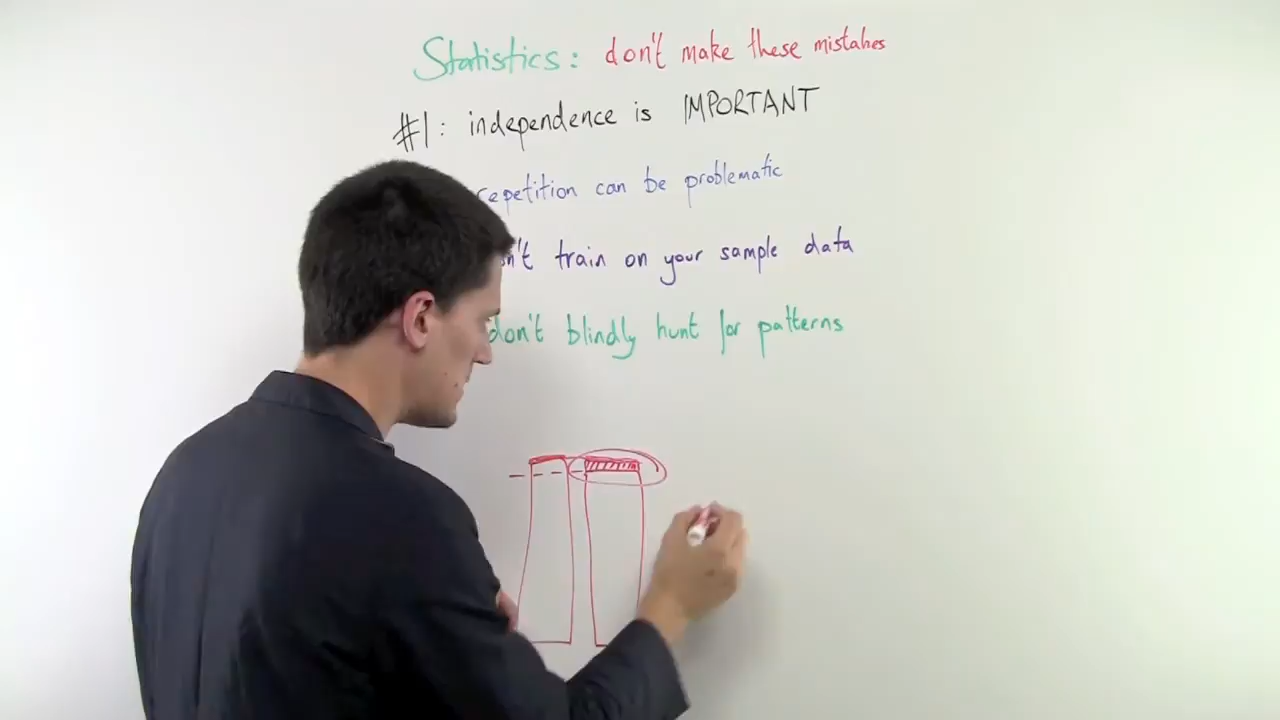 Statistics: don't make these mistakes
#1: independence is IMPORTANT
repetition can be problematic
train on your sample data
don't blindly hunt for patterns